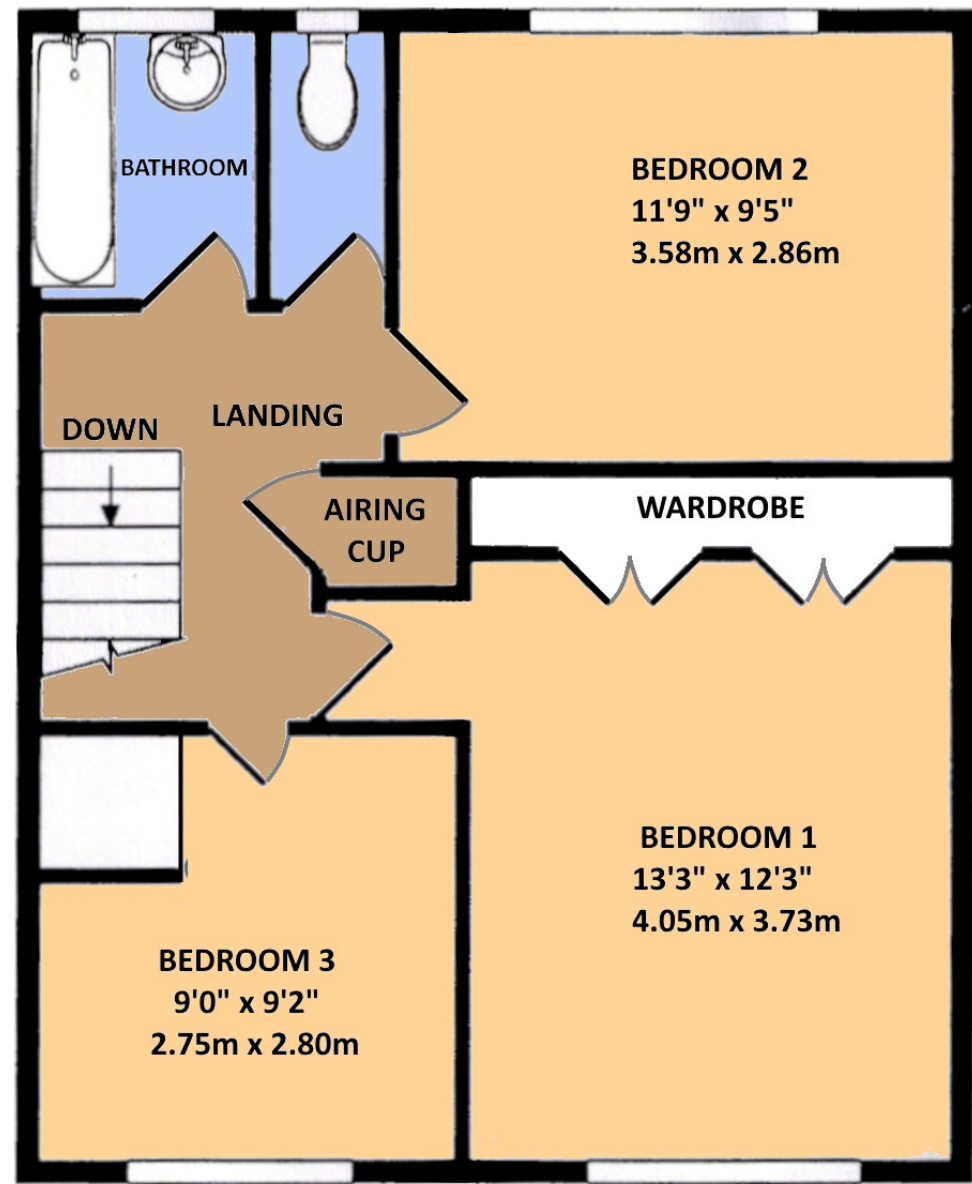 BATHROOM
BEDROOM 2
11'9" x 9'5"
3.58m x 2.86m
DOWN
LANDING
AIRING
CUP
WARDROBE
BEDROOM 1
13'3" x 12'3"
4.05m x 3.73m
BEDROOM 3
9'0" x 9'2"
2.75m x 2.80m